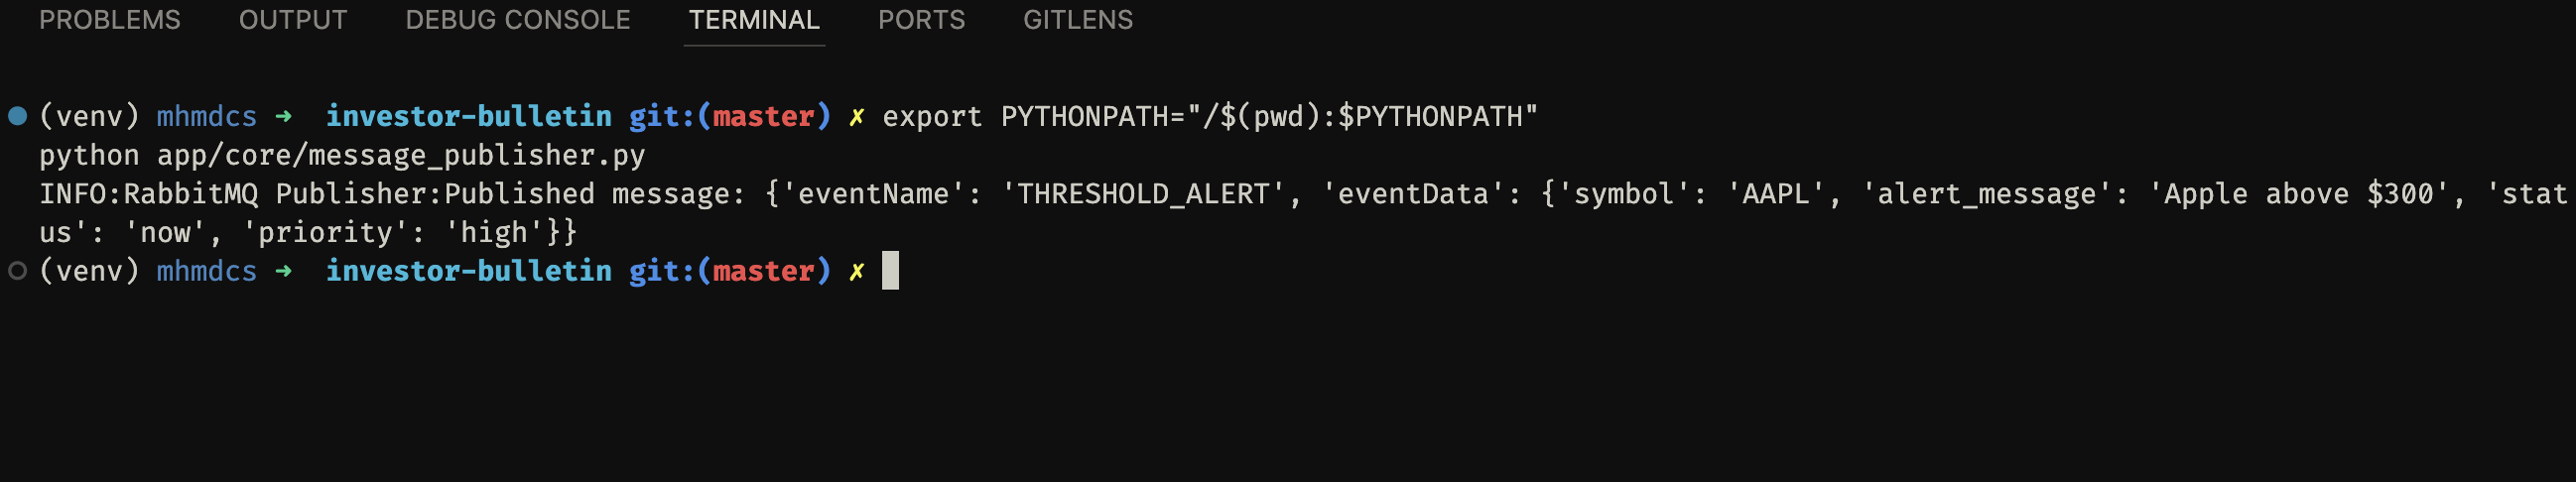 PROBLEMS OUTPUT DEBUG CONSOLE TERMINAL PORTS GITLENS
(venv) mhmdcs ➜ investor-bulletin git:(master) ✗ export PYTHONPATH="/$(pwd):$PYTHONPATH"
python app/core/message_publisher.py
INFO:RabbitMQ Publisher:Published message: {'eventName': 'THRESHOLD_ALERT', 'eventData': {'symbol': 'AAPL', 'alert_message': 'Apple above $300', 'stat
us': 'now', 'priority': 'high'}}
(venv) mhmdcs ➜ investor-bulletin git:(master) ✗